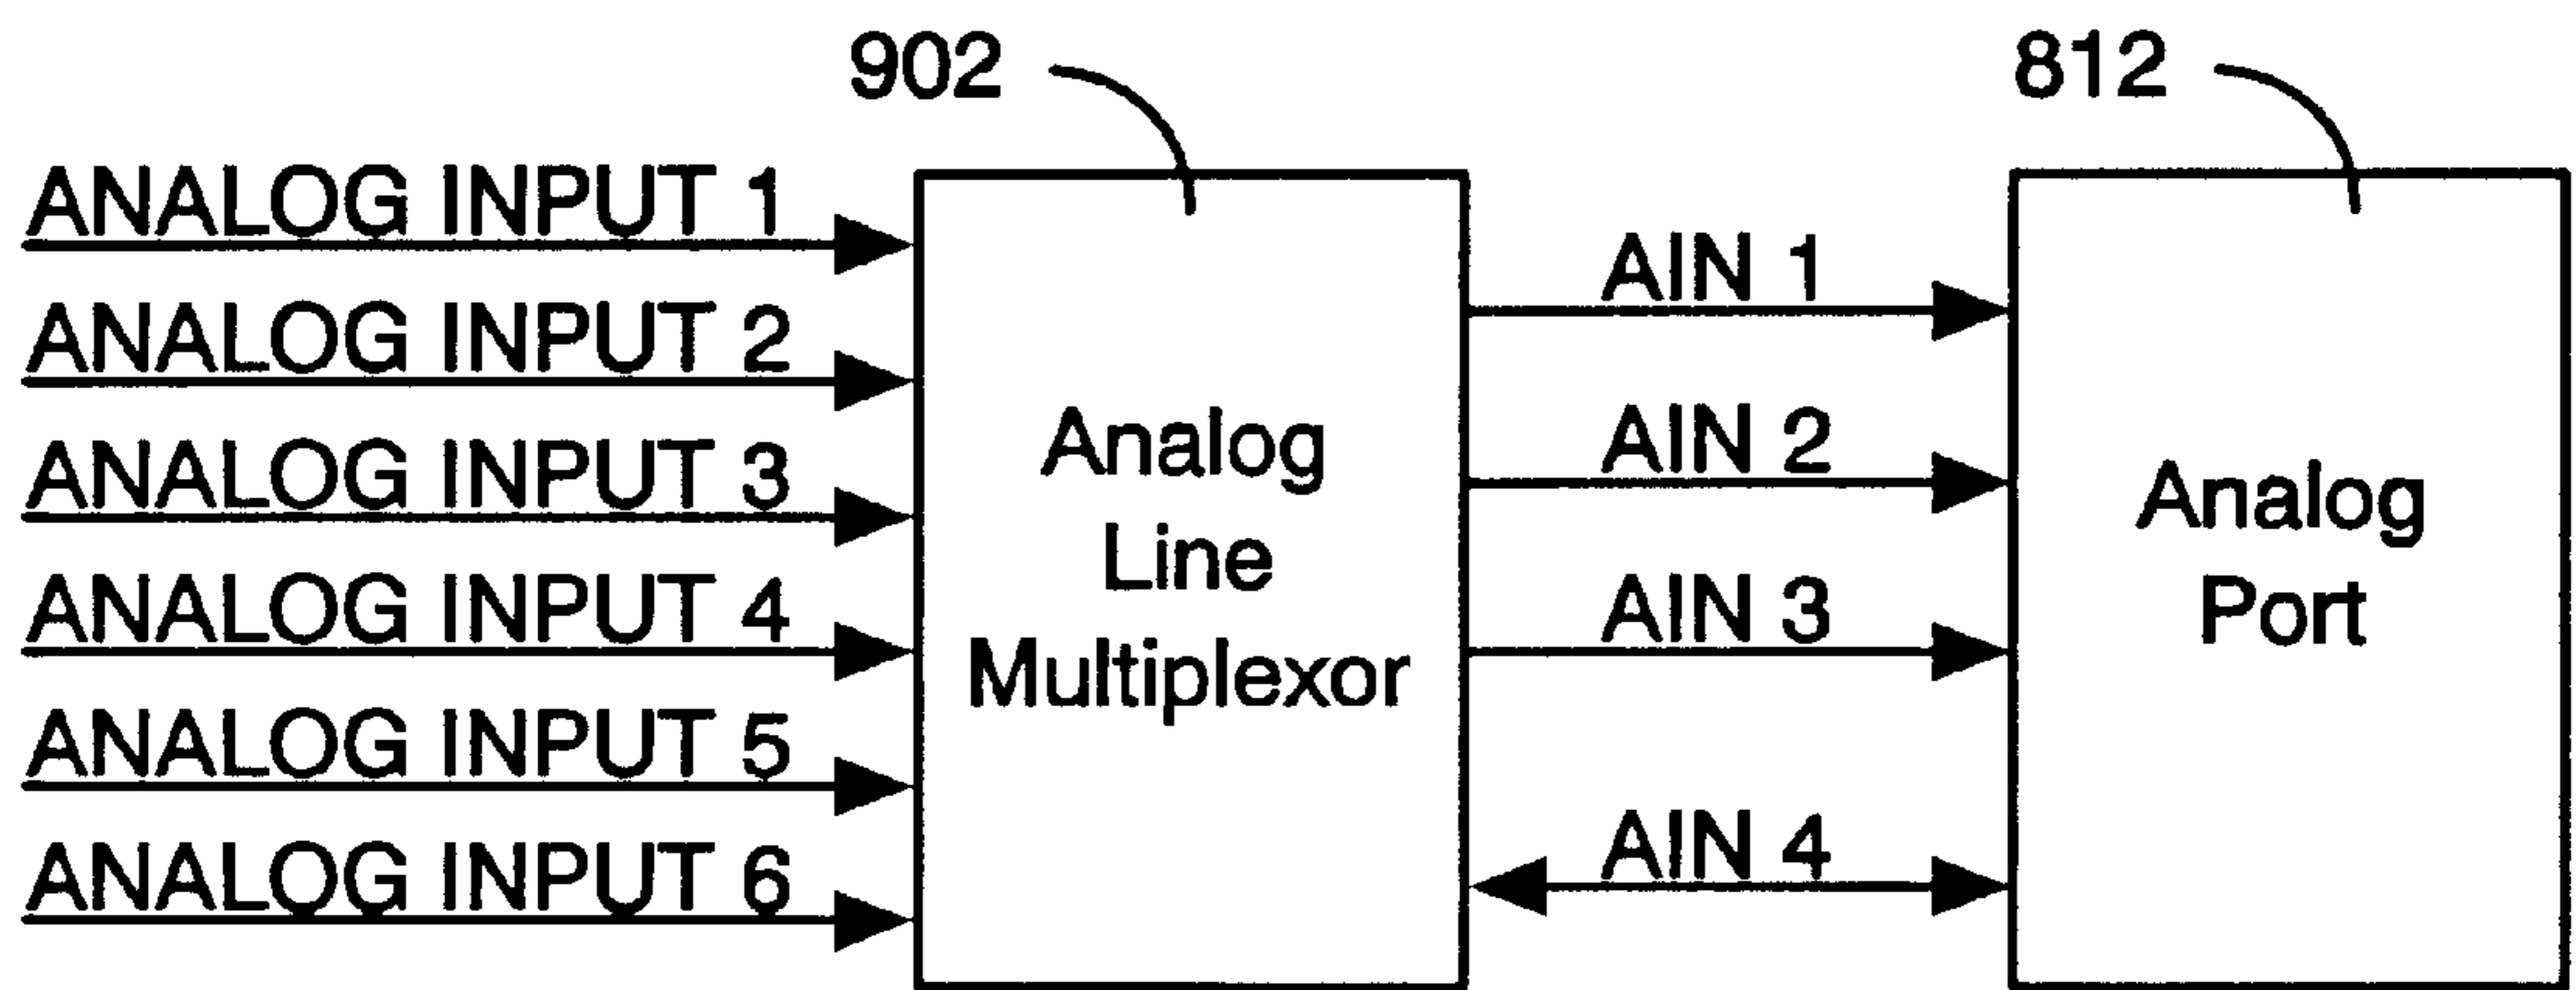 902
812
ANALOG INPUT 1
ANALOG INPUT 2
ANALOG INPUT 3
ANALOG INPUT 4
ANALOG INPUT 5
ANALOG INPUT 6
Analog
Line
Multiplexor
AIN 1
AIN 2
AIN 3
AIN 4
Analog
Port